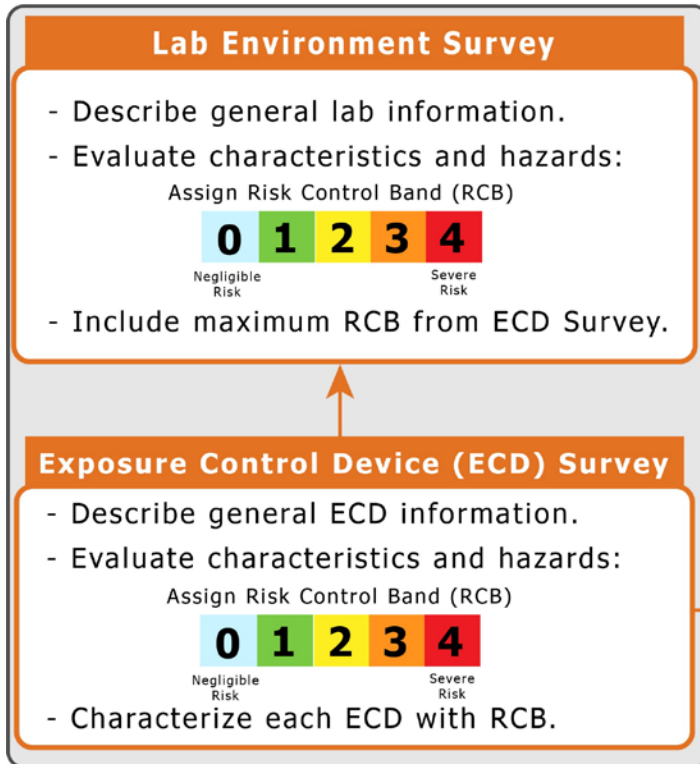 Lab Environment Survey
- Describe general lab information.
- Evaluate characteristics and hazards:
Assign Risk Control Band (RCB)
0 1 2 3 4
Negligible Risk Severe Risk
- Include maximum RCB from ECD Survey.
Exposure Control Device (ECD) Survey
- Describe general ECD information.
- Evaluate characteristics and hazards:
Assign Risk Control Band (RCB)
0 1 2 3 4
Negligible Risk Severe Risk
- Characterize each ECD with RCB.